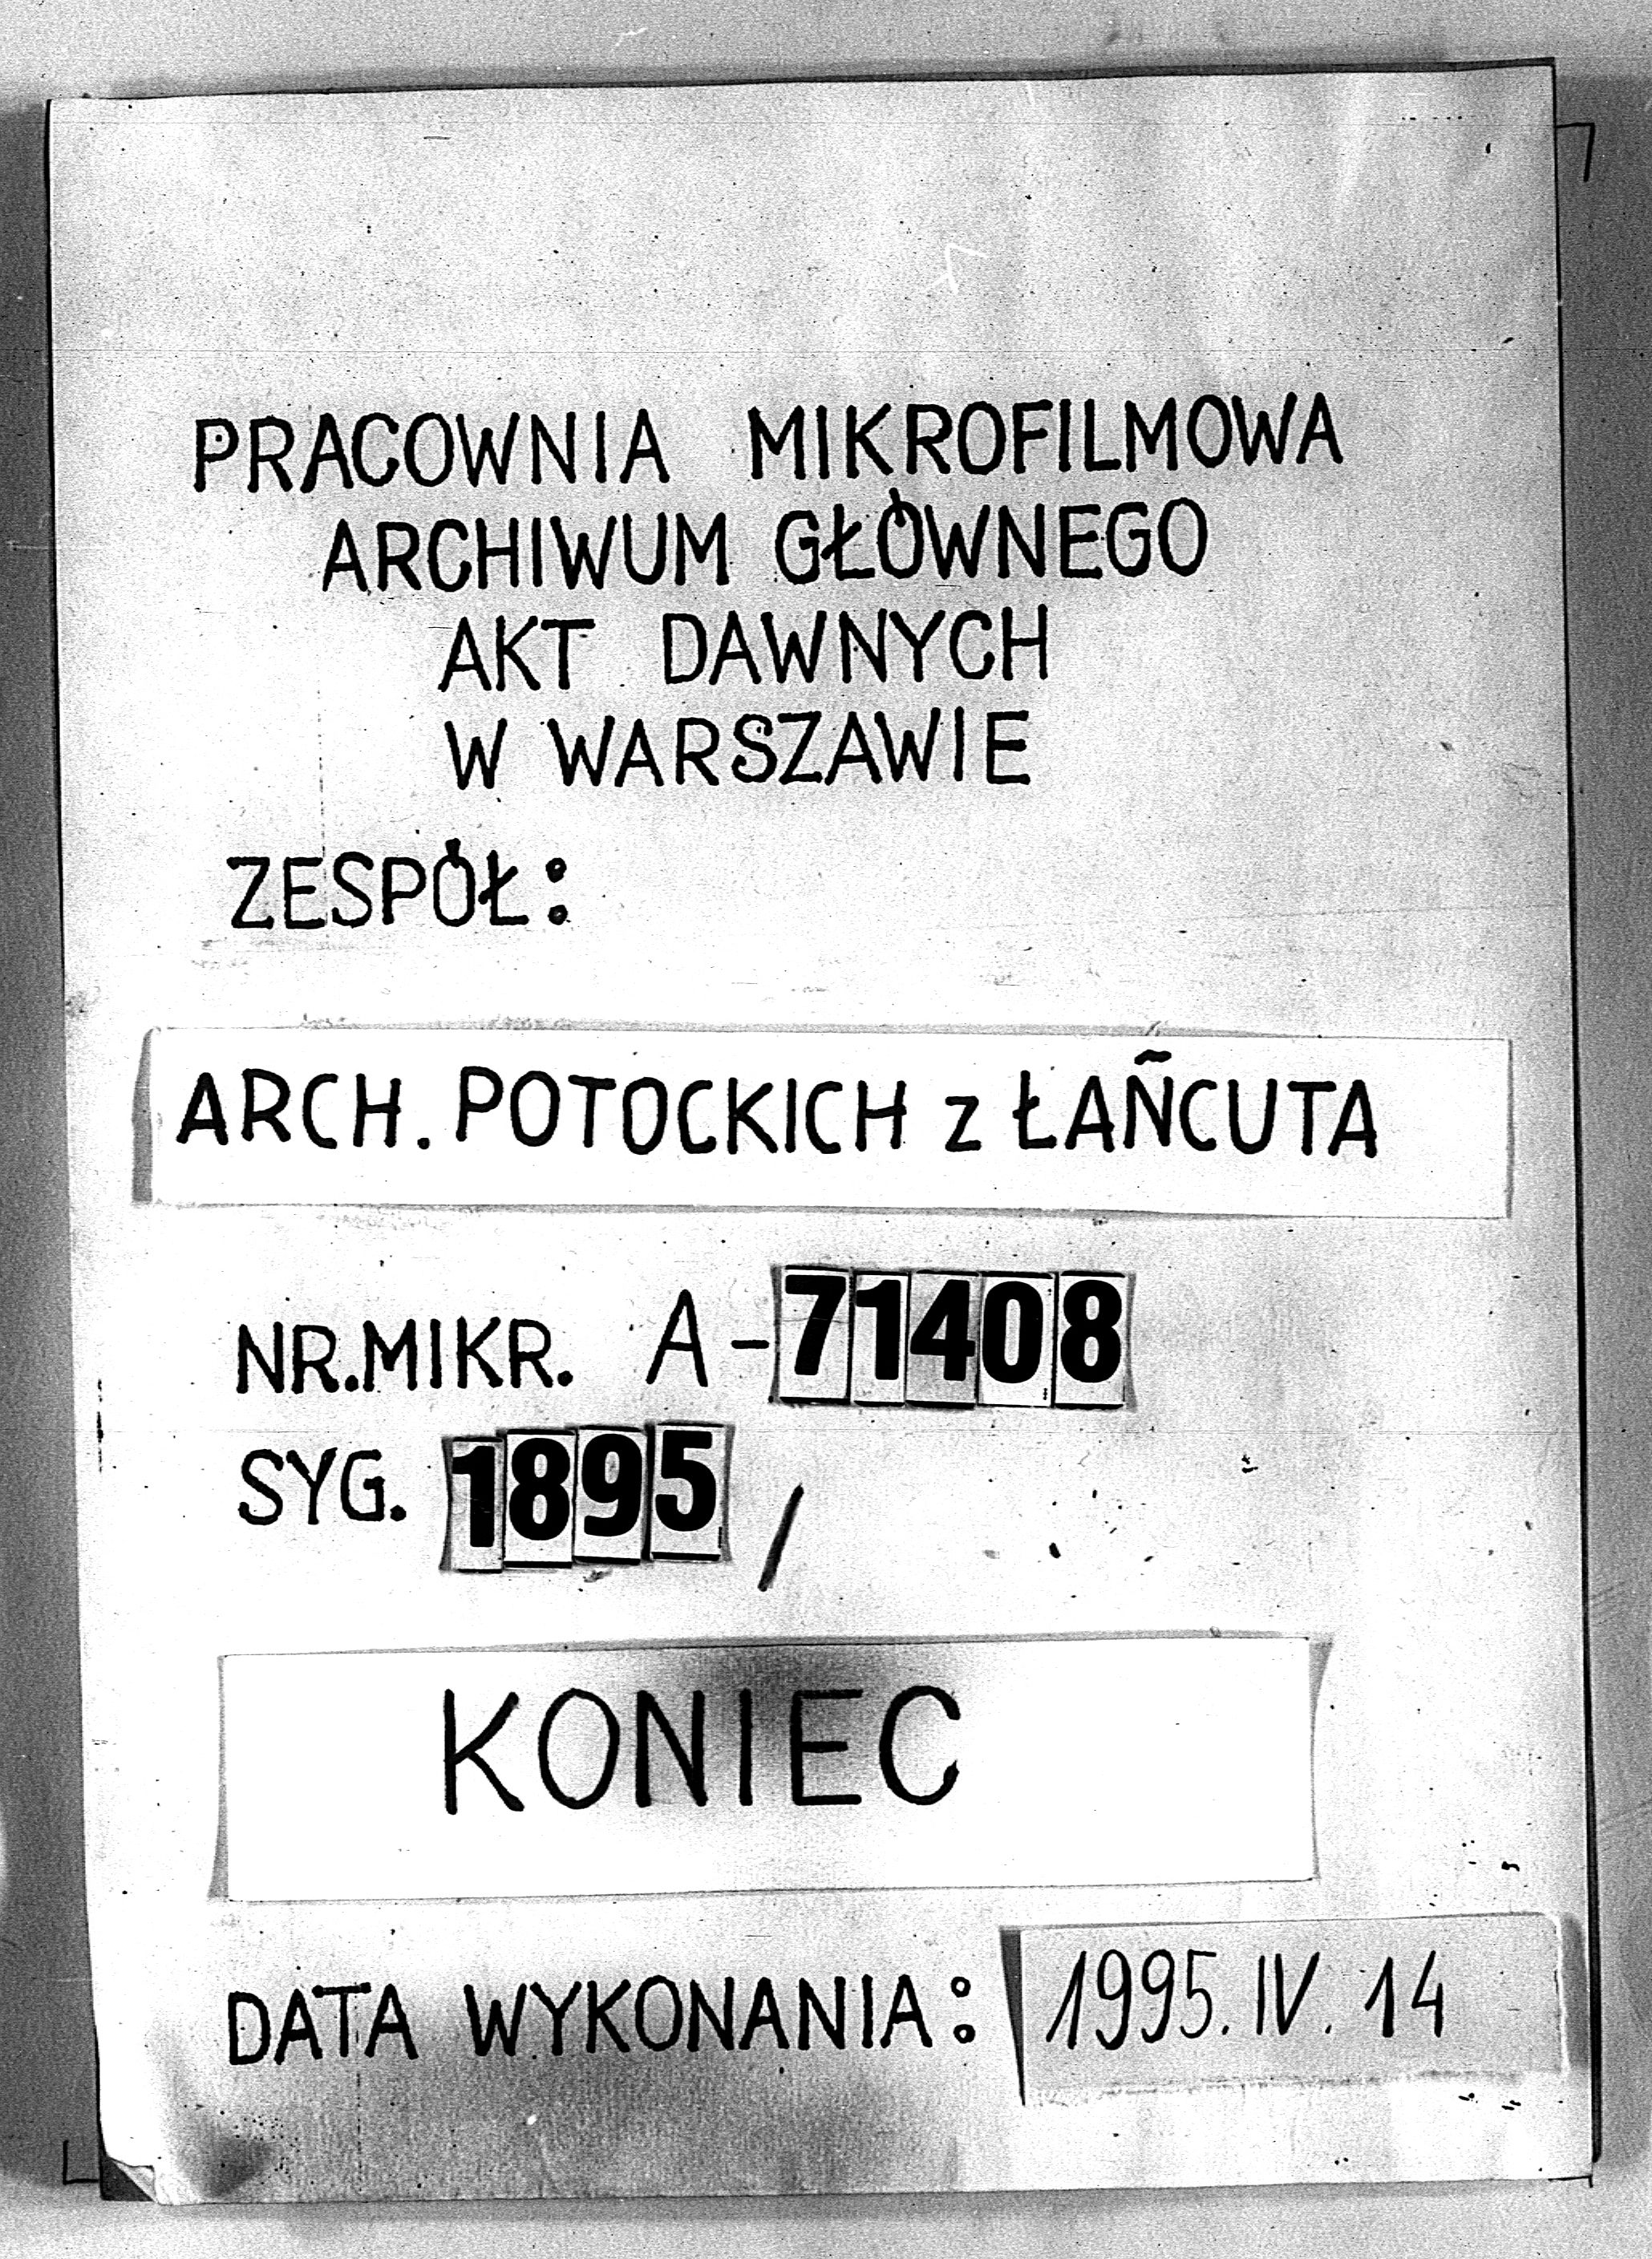 PRACOWNIA MIKROFILMOWA
ARCHIWUM GŁÓWNEGO
AKT DAWNYCH
W WARSZAWIE
ZESPÓŁ:
ARCH. POTOCKICH z ŁAÑCUTA
NR.MIKR. A-71408
SYG. 1895/
KONIEC
DATA WYKONANIA: 1995.IV.14